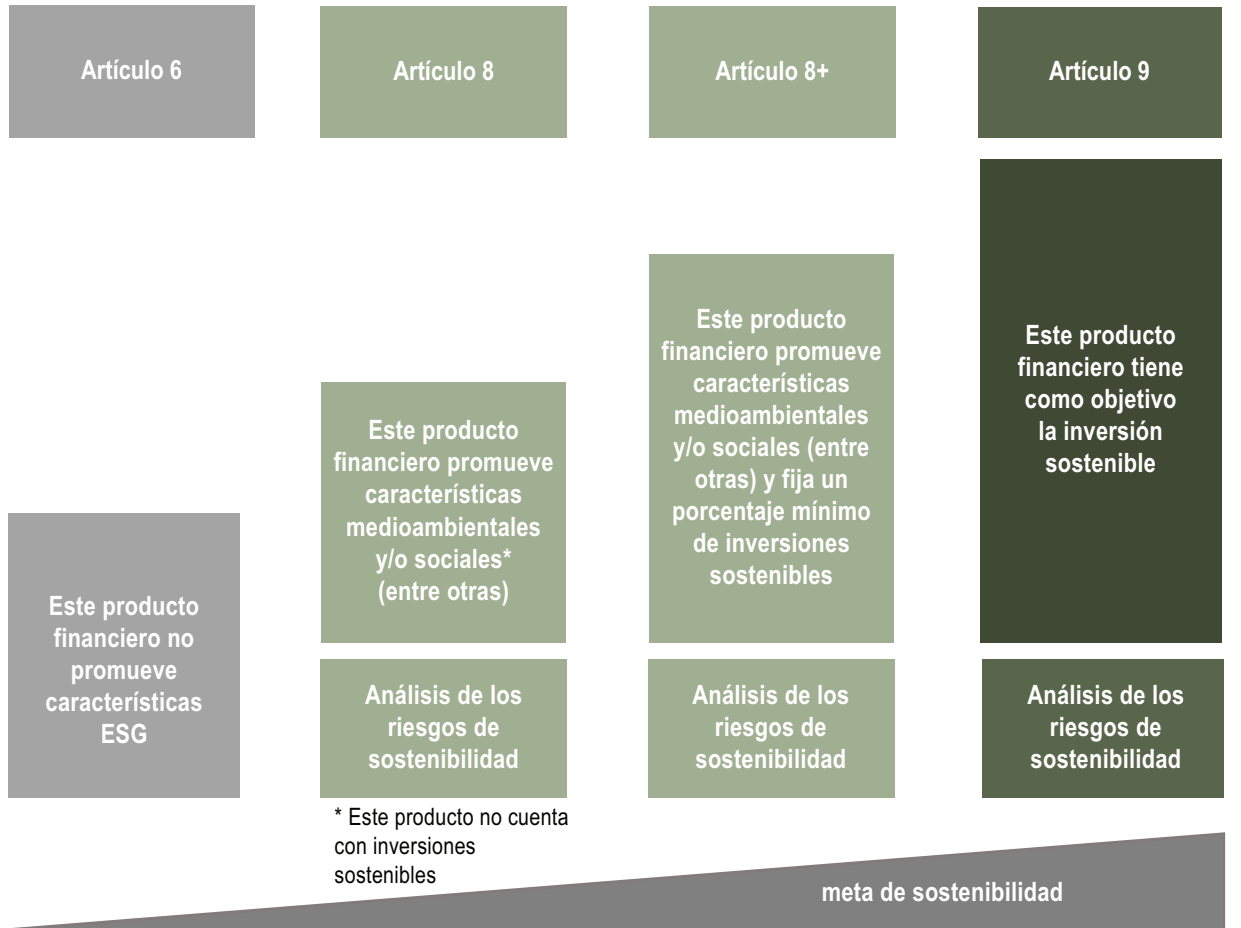 Artículo 6
Artículo 8
Artículo 8+
Artículo 9
Este producto
financiero no
promueve
características
ESG
Este producto
financiero promueve
características
medioambientales
y/o sociales*
(entre otras)
Análisis de los
riesgos de
sostenibilidad
* Este producto no cuenta
con inversiones
sostenibles
Este producto
financiero promueve
características
medioambientales
y/o sociales (entre
otras) y fija un
porcentaje mínimo
de inversiones
sostenibles
Análisis de los
riesgos de
sostenibilidad
Este producto
financiero tiene
como objetivo
la inversión
sostenible
Análisis de los
riesgos de
sostenibilidad
meta de sostenibilidad